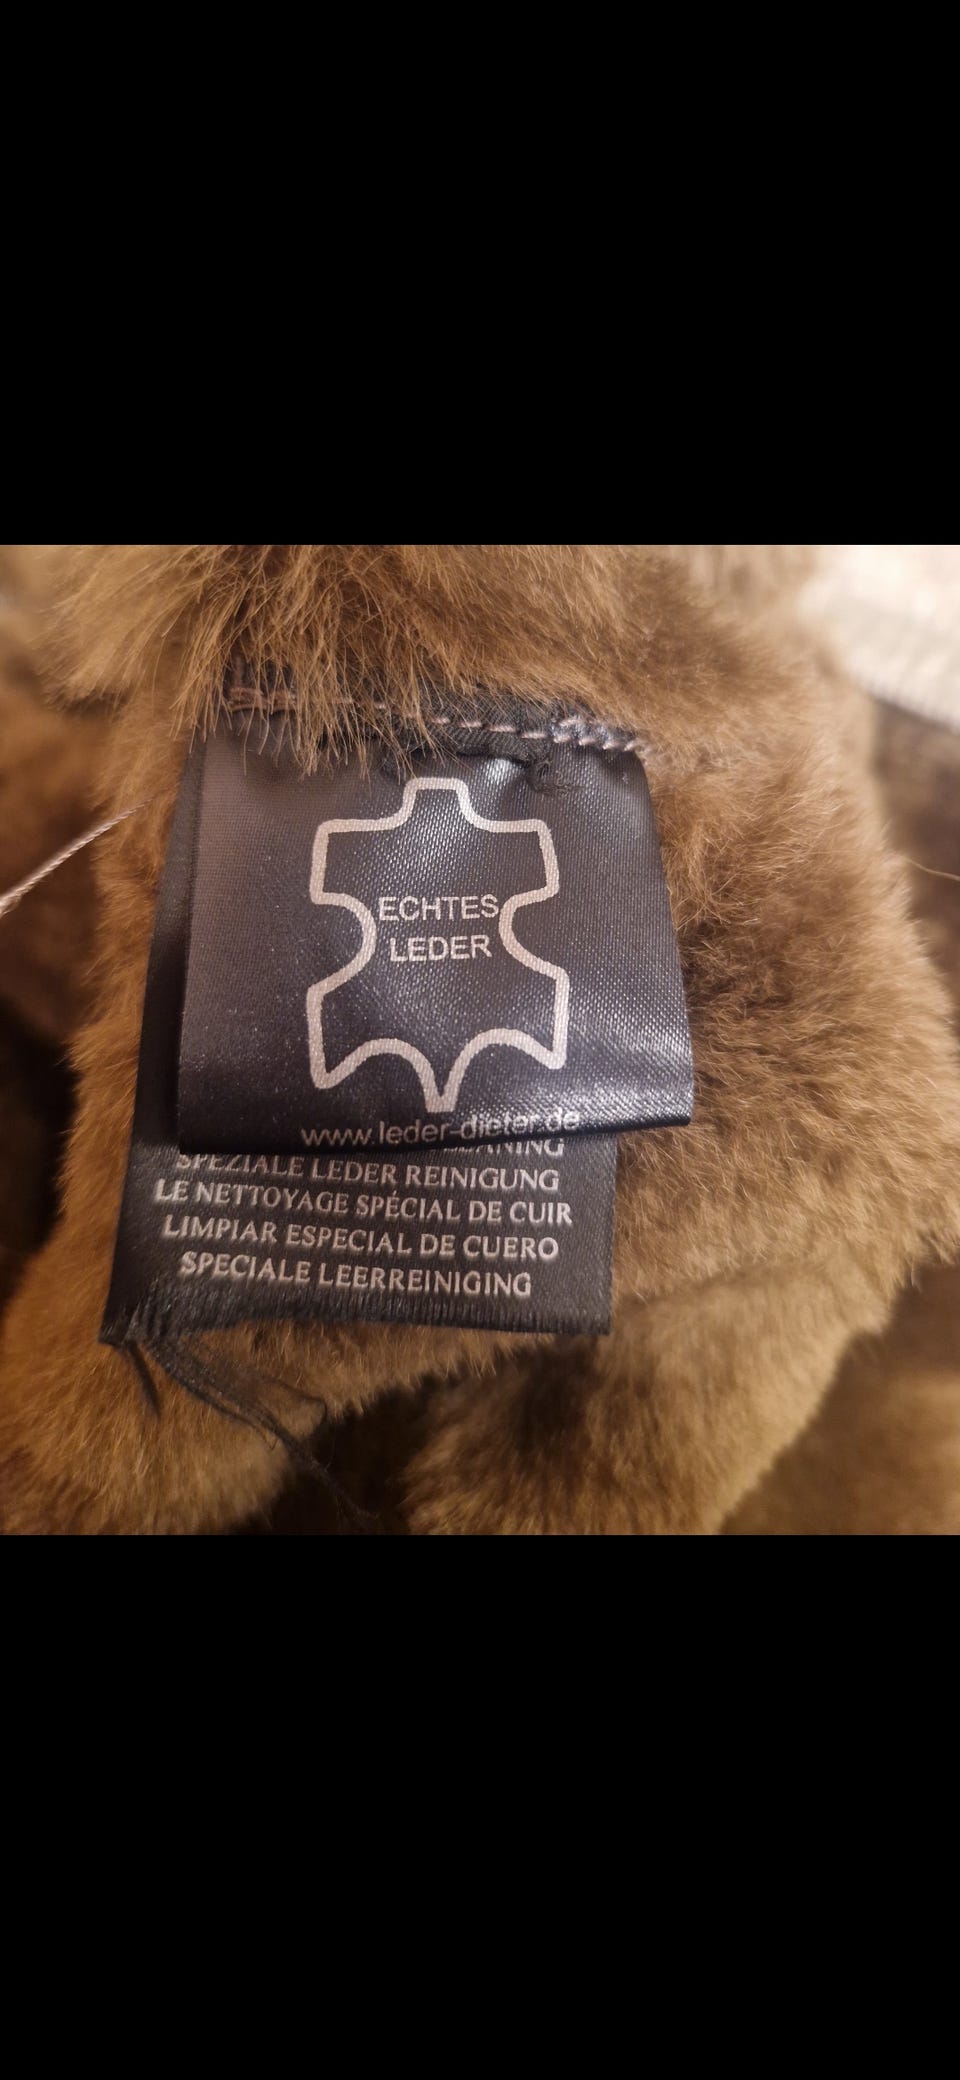 ECHTES
LEDER
www.leder-dieter.de
SPEZIALE LEDER REINIGUNG
LE NETTOYAGE SPÉCIAL DE CUIR
LIMPIAR ESPECIAL DE CUERO
SPECIALE LEERREINIGING